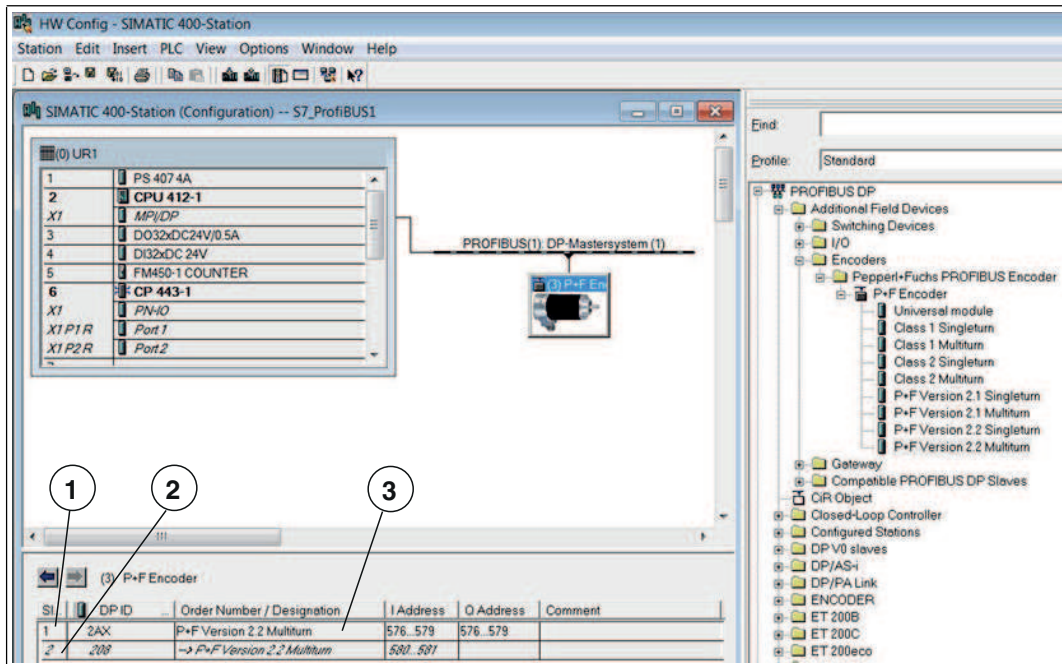 HW Config - SIMATIC 400-Station
Station Edit Insert PLC View Options Window Help
SIMATIC 400-Station (Configuration) -- S7_ProfiBUS1
(0) UR1
1 PS 407 4A
2 CPU 412-1
X1 MPI/DP
3 DO32xDC24V/0.5A
4 DI32xDC 24V
5 FM450-1 COUNTER
6 CP 443-1
X1 PN-IO
X1 P1 R Port 1
X1 P2 R Port 2
PROFIBUS(1): DP-Mastersystem (1)
(3) P+F En
Find:
Profile: Standard
PROFIBUS DP
Additional Field Devices
Switching Devices
I/O
Encoders
Pepperl+Fuchs PROFIBUS Encoder
P+F Encoder
Universal module
Class 1 Singleturn
Class 1 Multiturn
Class 2 Singleturn
Class 2 Multiturn
P+F Version 2.1 Singleturn
P+F Version 2.1 Multiturn
P+F Version 2.2 Singleturn
P+F Version 2.2 Multiturn
Gateway
Compatible PROFIBUS DP Slaves
CiR Object
Closed-Loop Controller
Configured Stations
DP V0 slaves
DP/AS-i
DP/PA Link
ENCODER
ET 200B
ET 200C
ET 200eco
1 2 3
(3) P+F Encoder
Sl... DP ID ... Order Number / Designation I Address Q Address Comment
1 2AX P+F Version 2.2 Multiturn 576...579 576...579
2 208 --> P+F Version 2.2 Multiturn 580...581